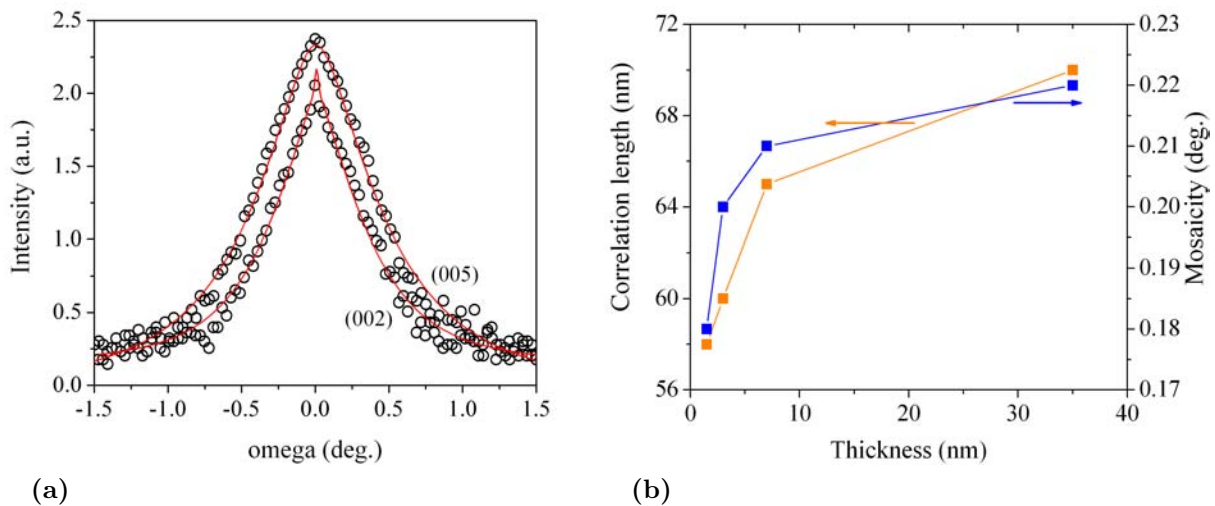 2.5
2.0
1.5
1.0
0.5
0.0
Intensity (a.u.)
(005)
(002)
-1.5 -1.0 -0.5 0.0 0.5 1.0 1.5
omega (deg.)
(a)
72
68
64
60
56
Correlation length (nm)
0.23
0.22
0.21
0.20
0.19
0.18
0.17
Mosaicity (deg.)
0 10 20 30 40
Thickness (nm)
(b)